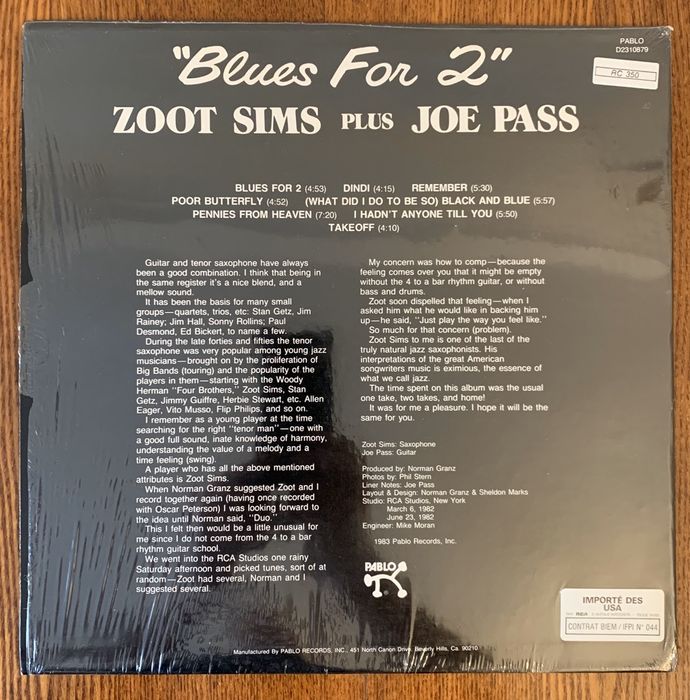 "Blues For 2"
PABLO
D2310879
RC 350
ZOOT SIMS PLUS JOE PASS
BLUES FOR 2 (4:53) DINDI (4:15) REMEMBER (5:30)
POOR BUTTERFLY (4:52) (WHAT DID I DO TO BE SO) BLACK AND BLUE (5:57)
PENNIES FROM HEAVEN (7:20) I HADN'T ANYONE TILL YOU (5:50)
TAKEOFF (4:10)
Guitar and tenor saxophone have always
been a good combination. I think that being in
the same register it's a nice blend, and a
mellow sound.
It has been the basis for many small
groups—quartets, trios, etc: Stan Getz, Jim
Rainey; Jim Hall, Sonny Rollins; Paul
Desmond, Ed Bickert, to name a few.
During the late forties and fifties the tenor
saxophone was very popular among young jazz
musicians—brought on by the proliferation of
Big Bands (touring) and the popularity of the
players in them—starting with the Woody
Herman "Four Brothers," Zoot Sims, Stan
Getz, Jimmy Guiffre, Herbie Stewart, etc. Allen
Eager, Vito Musso, Flip Philips, and so on.
I remember as a young player at the time
searching for the right "tenor man"—one with
a good full sound, inate knowledge of harmony,
understanding the value of a melody and a
time feeling (swing).
A player who has all the above mentioned
attributes is Zoot Sims.
When Norman Granz suggested Zoot and I
record together again (having once recorded
with Oscar Peterson) I was looking forward to
the idea until Norman said, "Duo."
This I felt then would be a little unusual for
me since I do not come from the 4 to a bar
rhythm guitar school.
We went into the RCA Studios one rainy
Saturday afternoon and picked tunes, sort of at
random—Zoot had several, Norman and I
suggested several.
My concern was how to comp—because the
feeling comes over you that it might be empty
without the 4 to a bar rhythm guitar, or without
bass and drums.
Zoot soon dispelled that feeling—when I
asked him what he would like in backing him
up—he said, "Just play the way you feel like."
So much for that concern (problem).
Zoot Sims to me is one of the last of the
truly natural jazz saxophonists. His
interpretations of the great American
songwriters music is eximious, the essence of
what we call jazz.
The time spent on this album was the usual
one take, two takes, and home!
It was for me a pleasure. I hope it will be the
same for you.
Zoot Sims: Saxophone
Joe Pass: Guitar
Produced by: Norman Granz
Photos by: Phil Stern
Liner Notes: Joe Pass
Layout & Design: Norman Granz & Sheldon Marks
Studio: RCA Studios, New York
March 6, 1982
June 23, 1982
Engineer: Mike Moran
1983 Pablo Records, Inc.
PABLO
IMPORTÉ DES
USA
RCA
CONTRAT BIEM / IFPI N° 044
Manufactured By PABLO RECORDS, INC., 451 North Canon Drive, Beverly Hills, Ca. 90210